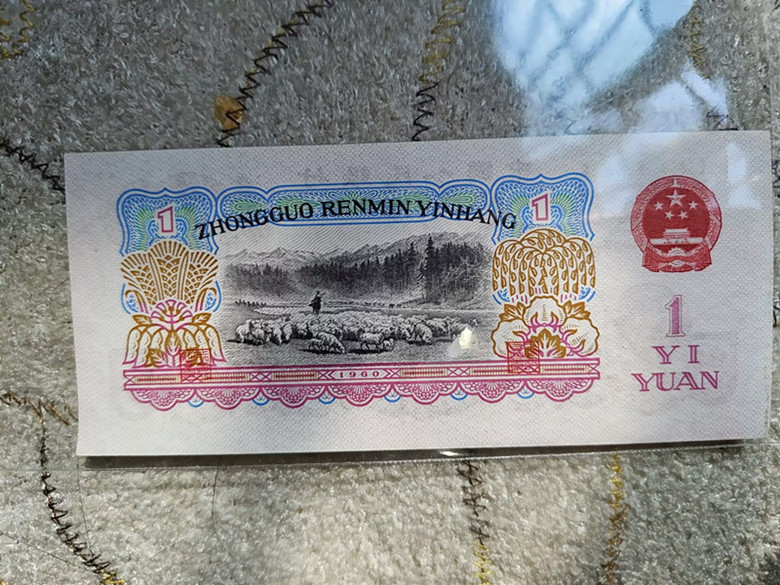 1
ZHONGGUO RENMIN YINHANG
1
1960
1
YI
YUAN